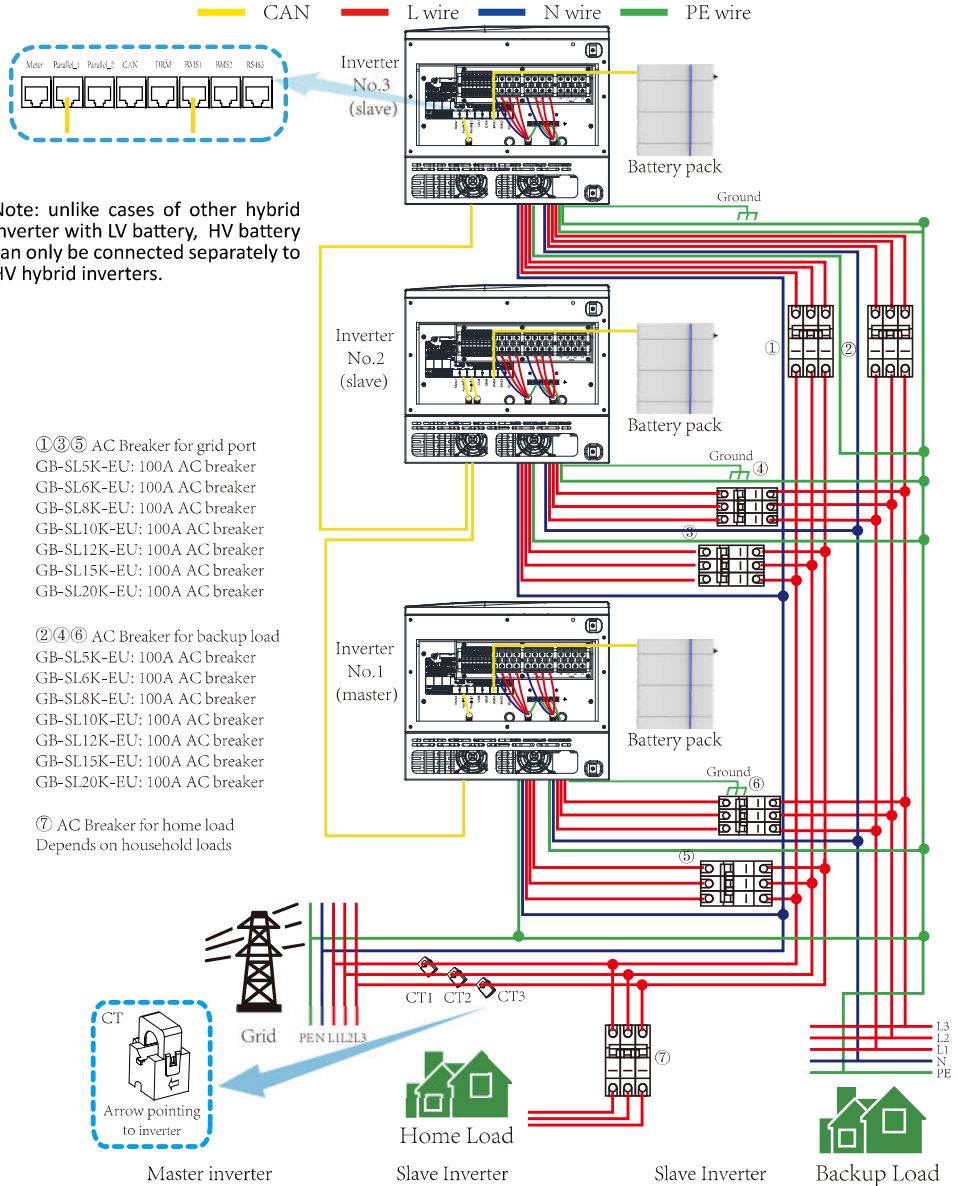 CAN L wire N wire PE wire
Meter Parallel_1 Parallel_2 CAN DRM BMS1 BMS2 RS485
Inverter
No.3
(slave)
Battery pack
Note: unlike cases of other hybrid
inverter with LV battery, HV battery
can only be connected separately to
HV hybrid inverters.
Ground
Inverter
No.2
(slave)
Battery pack
① ②
①③⑤ AC Breaker for grid port
GB-SL5K-EU: 100A AC breaker
GB-SL6K-EU: 100A AC breaker
GB-SL8K-EU: 100A AC breaker
GB-SL10K-EU: 100A AC breaker
GB-SL12K-EU: 100A AC breaker
GB-SL15K-EU: 100A AC breaker
GB-SL20K-EU: 100A AC breaker
Ground ④
③
②④⑥ AC Breaker for backup load
GB-SL5K-EU: 100A AC breaker
GB-SL6K-EU: 100A AC breaker
GB-SL8K-EU: 100A AC breaker
GB-SL10K-EU: 100A AC breaker
GB-SL12K-EU: 100A AC breaker
GB-SL15K-EU: 100A AC breaker
GB-SL20K-EU: 100A AC breaker
Inverter
No.1
(master)
Battery pack
Ground ⑥
⑤
⑦ AC Breaker for home load
Depends on household loads
CT1 CT2 CT3
Grid PE N L1 L2 L3
CT
Arrow pointing
to inverter
⑦
Home Load
L3
L2
L1
N
PE
Backup Load
Master inverter Slave Inverter Slave Inverter